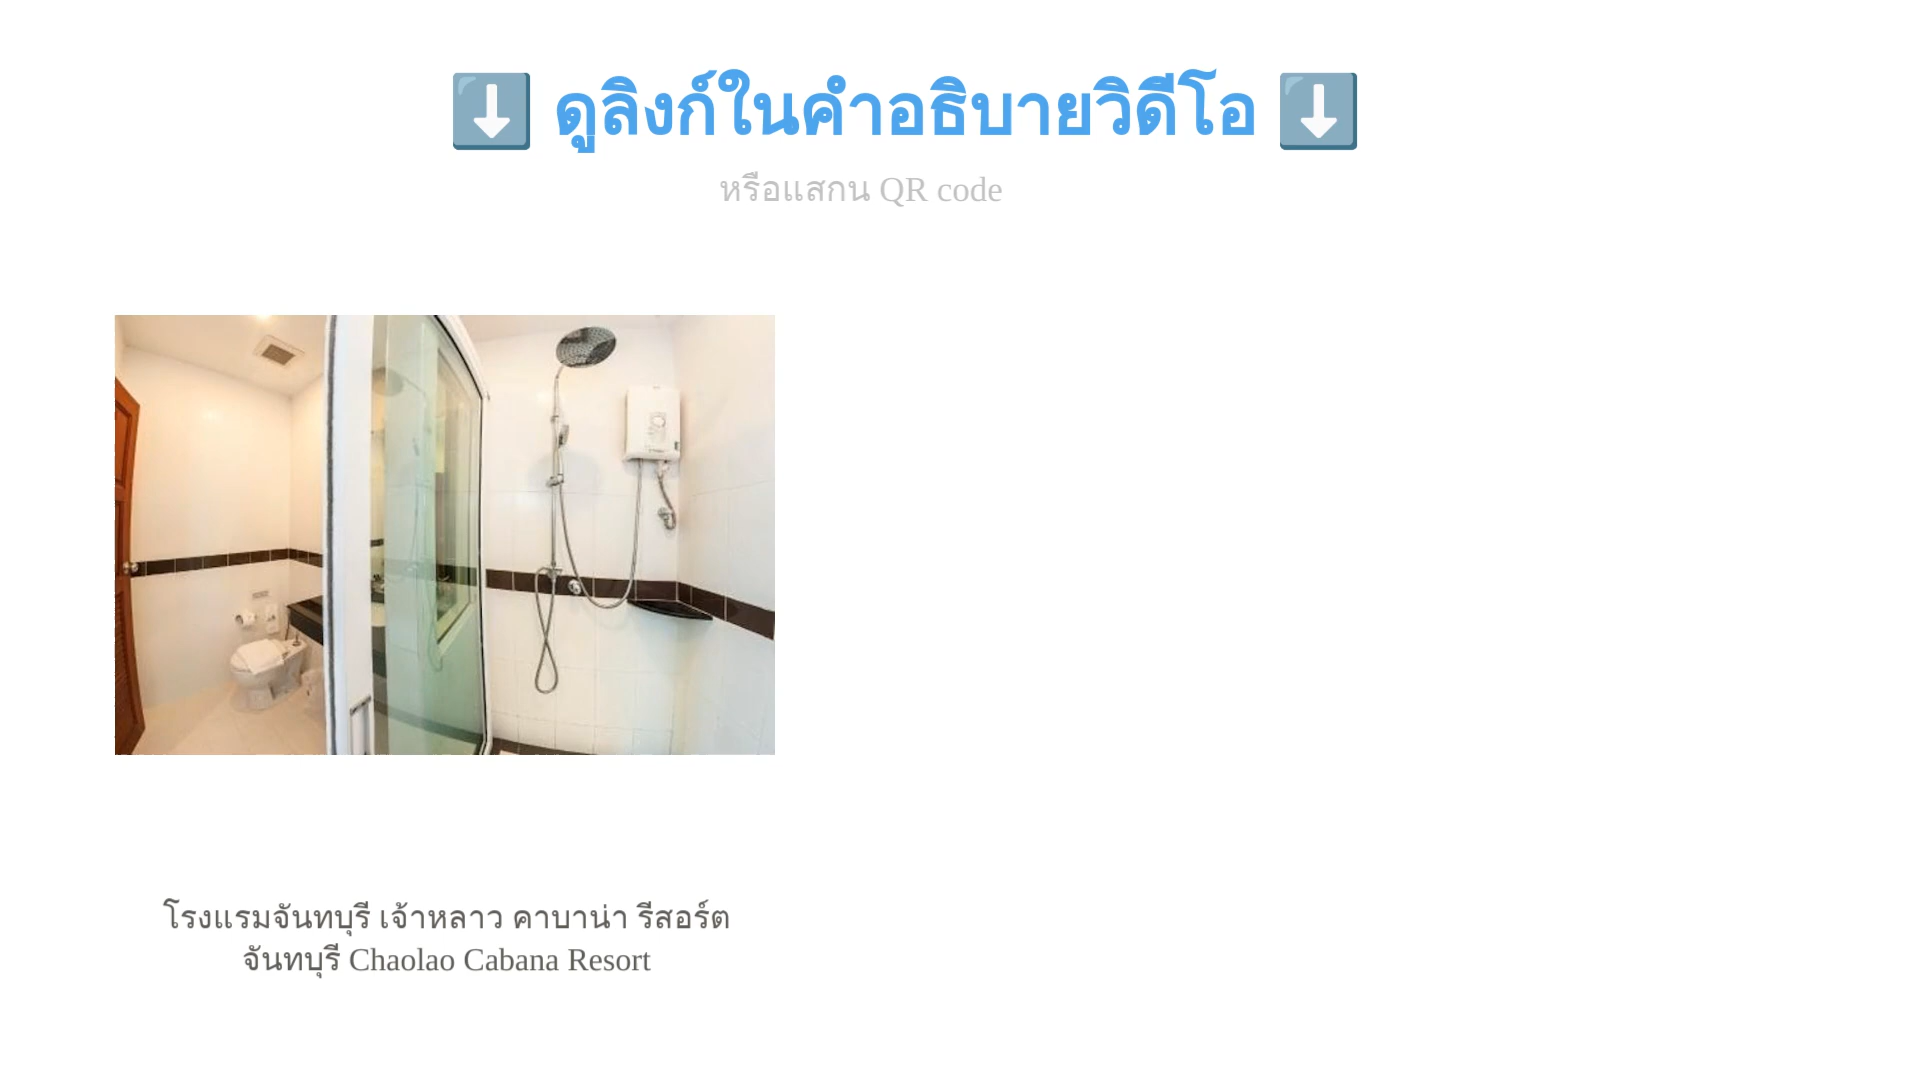 ⬇️ ดูลิงก์ในคำอธิบายวิดีโอ ⬇️
หรือแสกน QR code
โรงแรมจันทบุรี เจ้าหลาว คาบาน่า รีสอร์ต
จันทบุรี Chaolao Cabana Resort